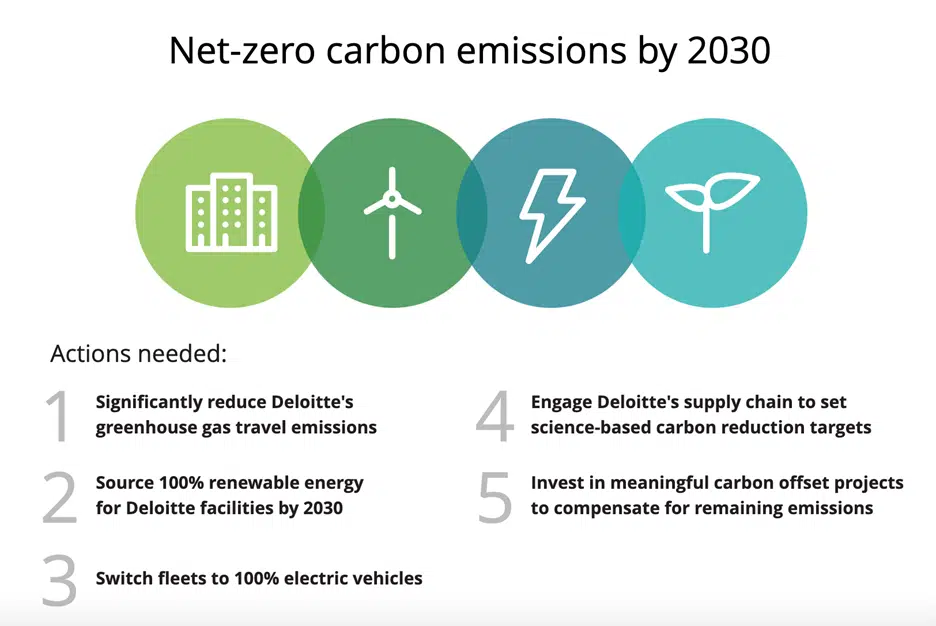 Net-zero carbon emissions by 2030
Actions needed:
1
Significantly reduce Deloitte's
greenhouse gas travel emissions
2
Source 100% renewable energy
for Deloitte facilities by 2030
3
Switch fleets to 100% electric vehicles
4
Engage Deloitte's supply chain to set
science-based carbon reduction targets
5
Invest in meaningful carbon offset projects
to compensate for remaining emissions